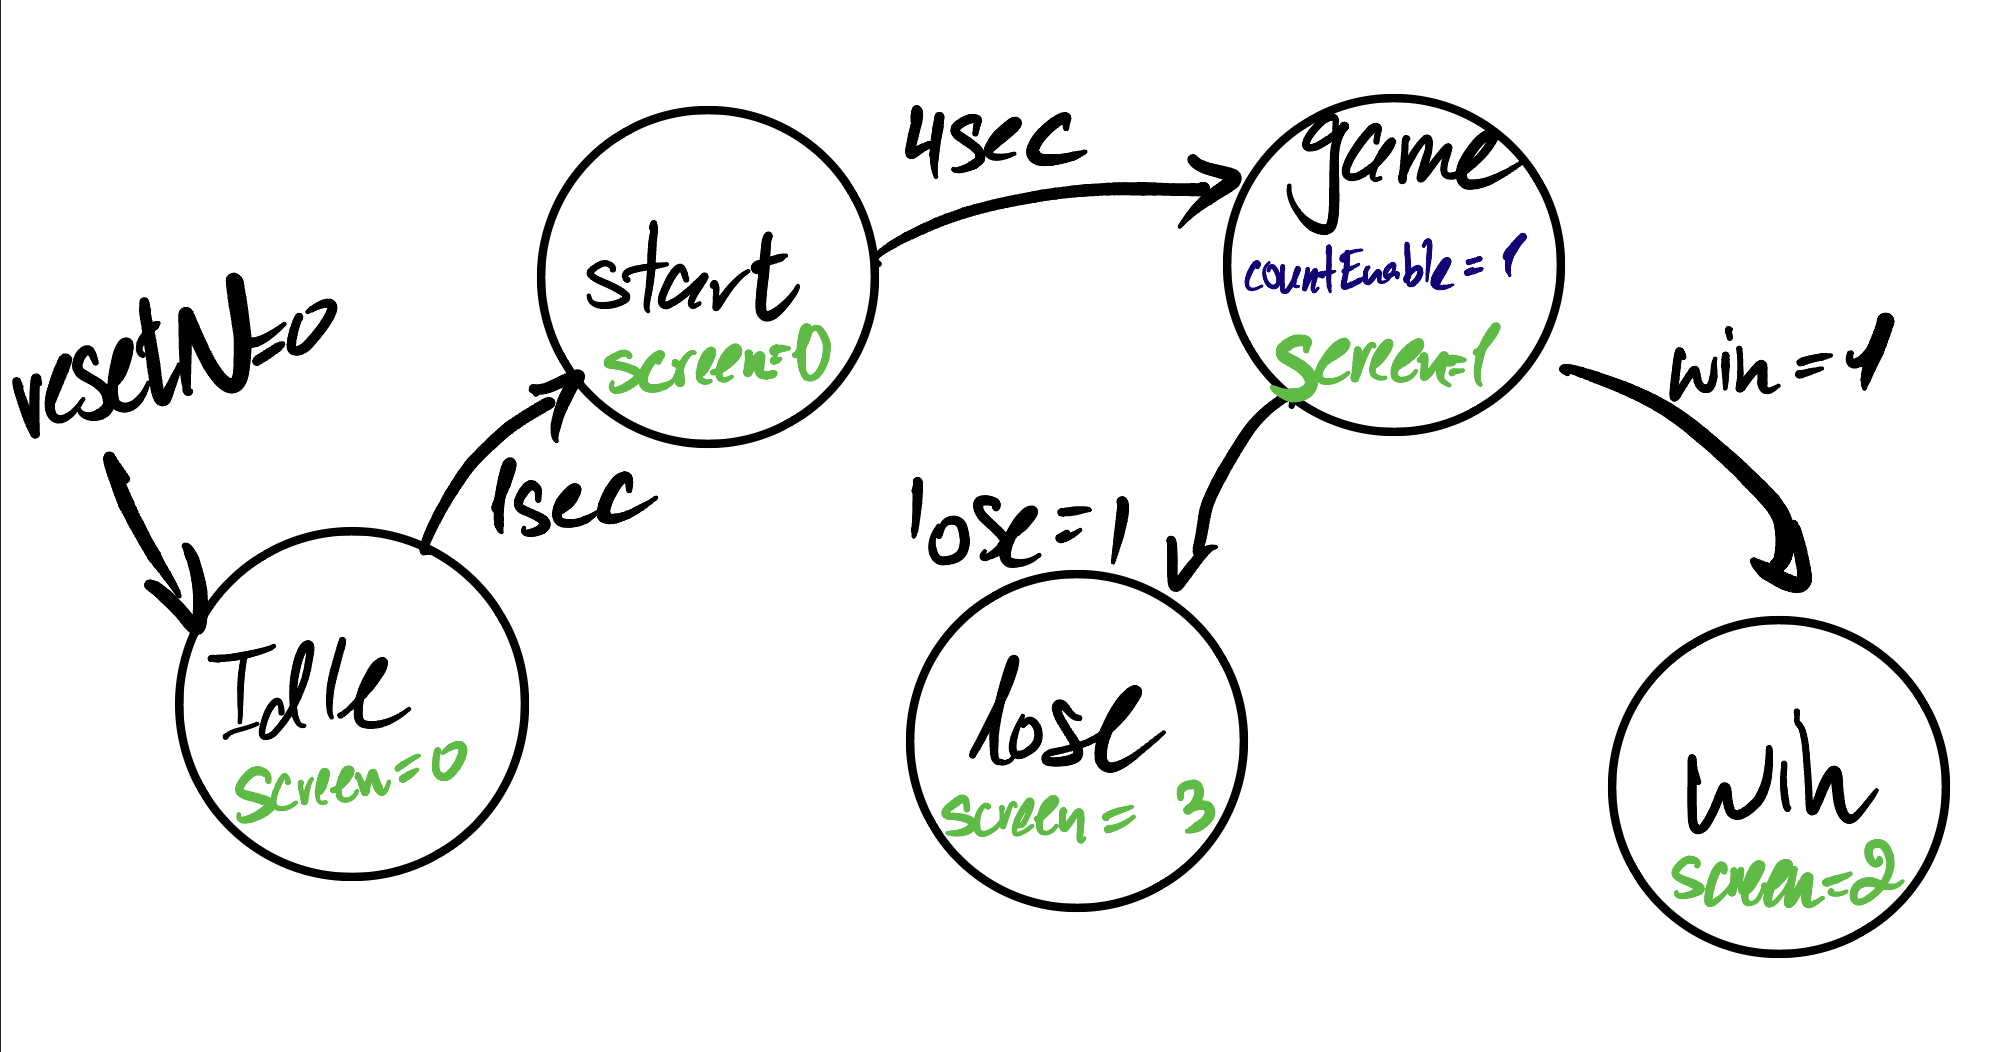 resetN=0
Idle
screen=0
1sec
start
screen=0
4sec
game
countEnable=1
screen=1
lose=1
lose
screen=3
win=1
win
screen=2